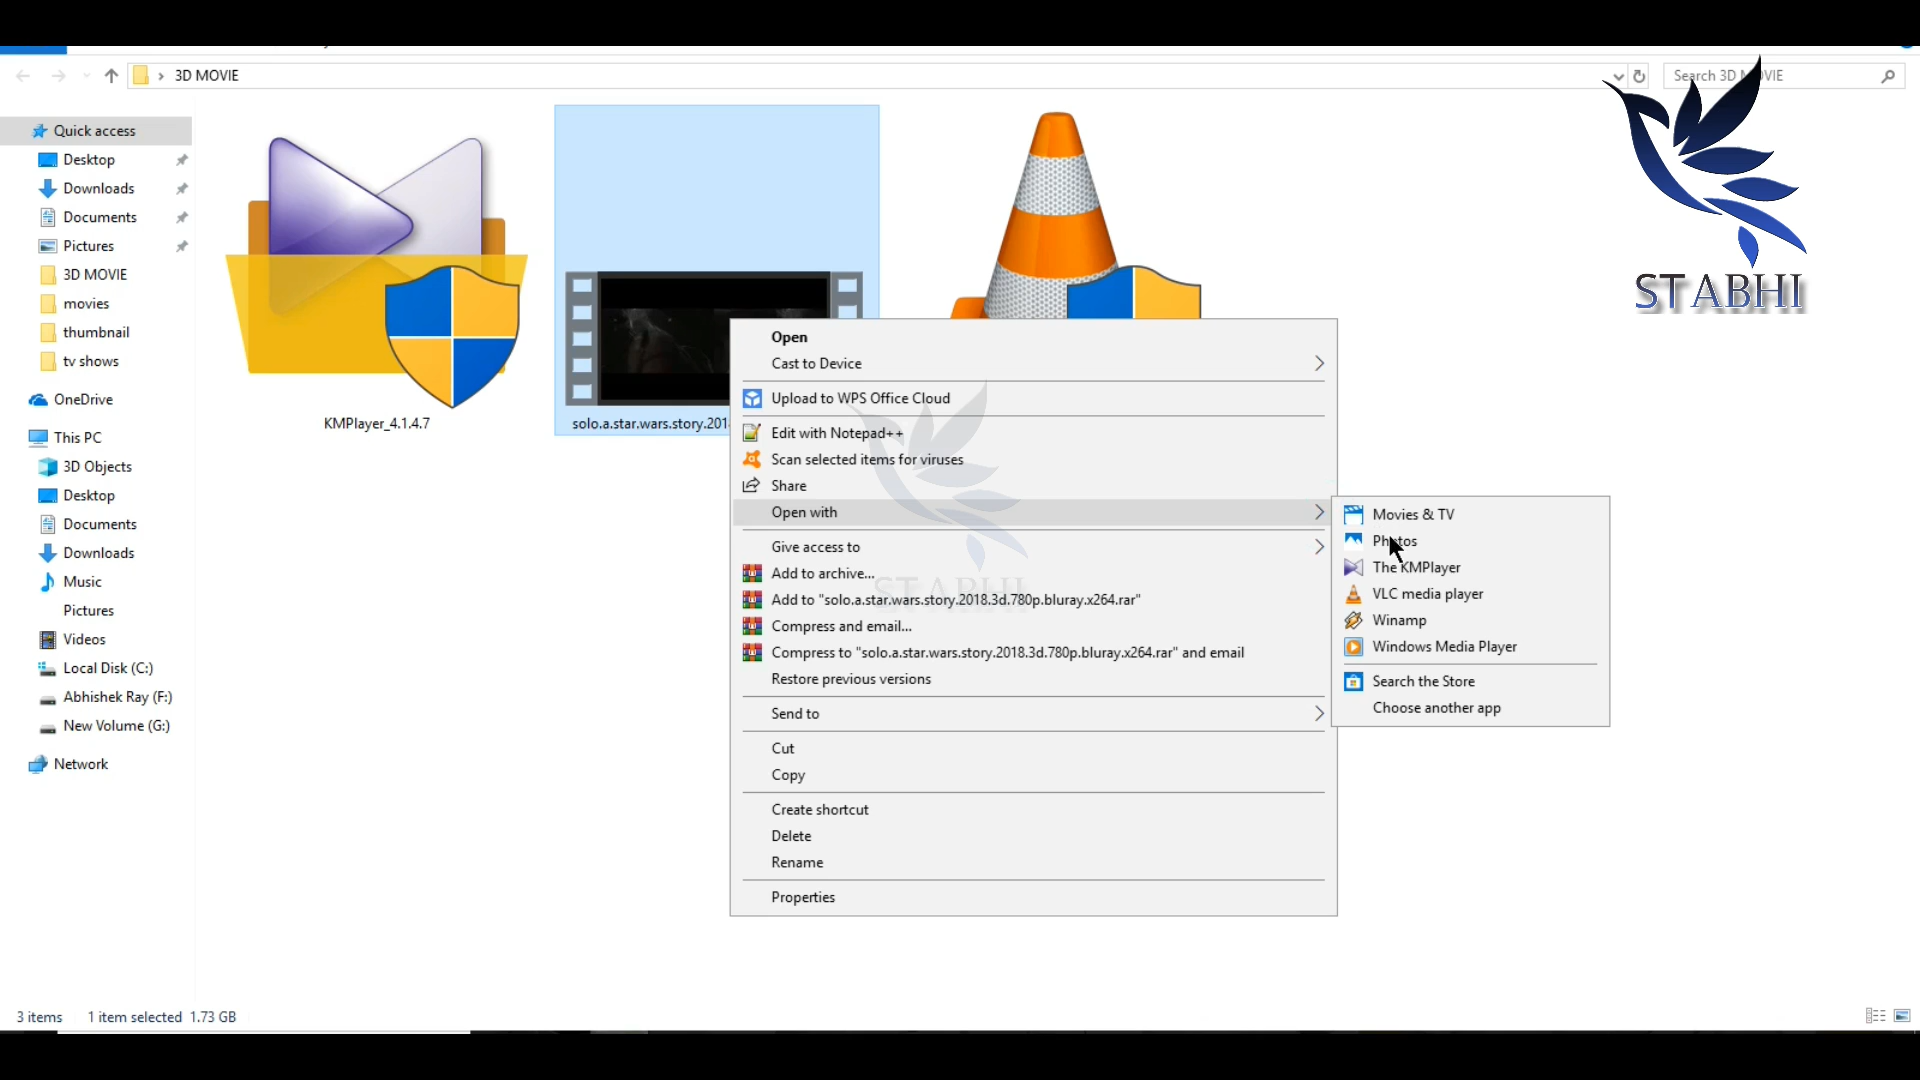 3D MOVIE
Search 3D MOVIE
STABHI
Quick access
Desktop
Downloads
Documents
Pictures
3D MOVIE
movies
thumbnail
tv shows
OneDrive
This PC
3D Objects
Desktop
Documents
Downloads
Music
Pictures
Videos
Local Disk (C:)
Abhishek Ray (F:)
New Volume (G:)
Network
KMPlayer_4.1.4.7
solo.a.star.wars.story.201
Open
Cast to Device
Upload to WPS Office Cloud
Edit with Notepad++
Scan selected items for viruses
Share
Open with
Give access to
Add to archive...
Add to "solo.a.star.wars.story.2018.3d.780p.bluray.x264.rar"
Compress and email...
Compress to "solo.a.star.wars.story.2018.3d.780p.bluray.x264.rar" and email
Restore previous versions
Send to
Cut
Copy
Create shortcut
Delete
Rename
Properties
STABHI
Movies & TV
Photos
The KMPlayer
VLC media player
Winamp
Windows Media Player
Search the Store
Choose another app
3 items
1 item selected 1.73 GB